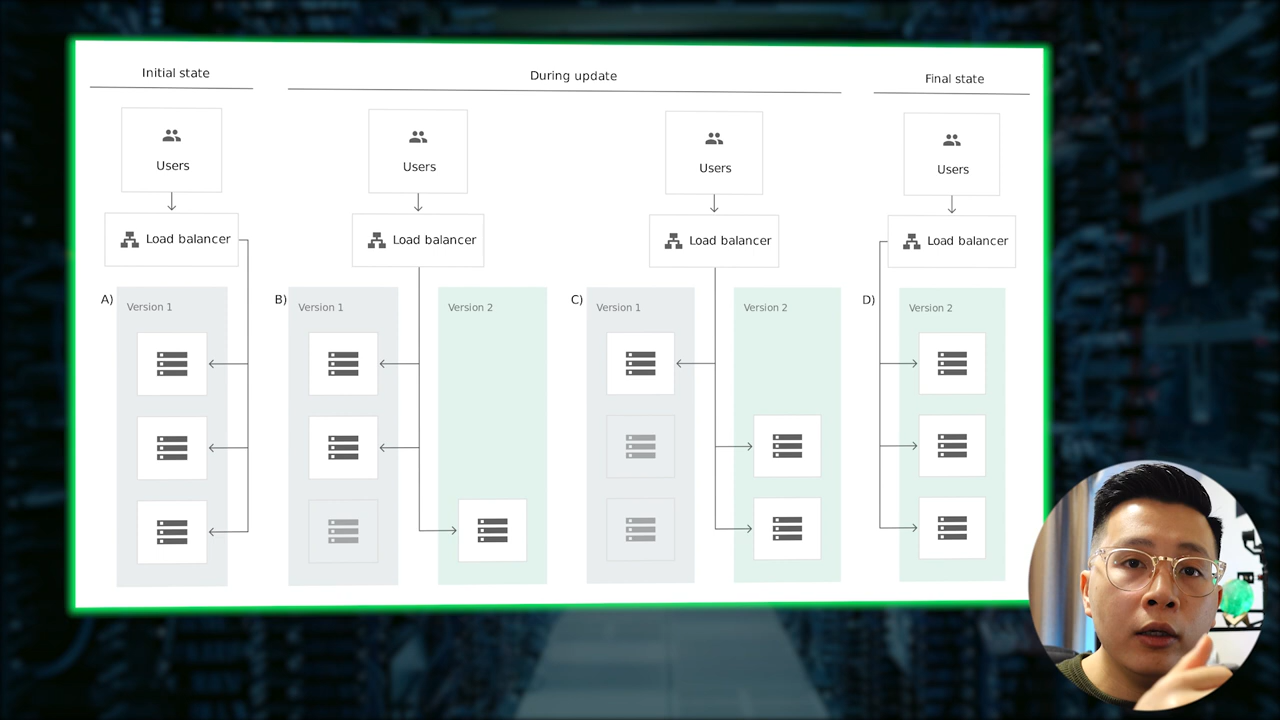 Initial state
During update
Final state
Users
Users
Users
Users
Load balancer
Load balancer
Load balancer
Load balancer
A)
Version 1
B)
Version 1
Version 2
C)
Version 1
Version 2
D)
Version 2